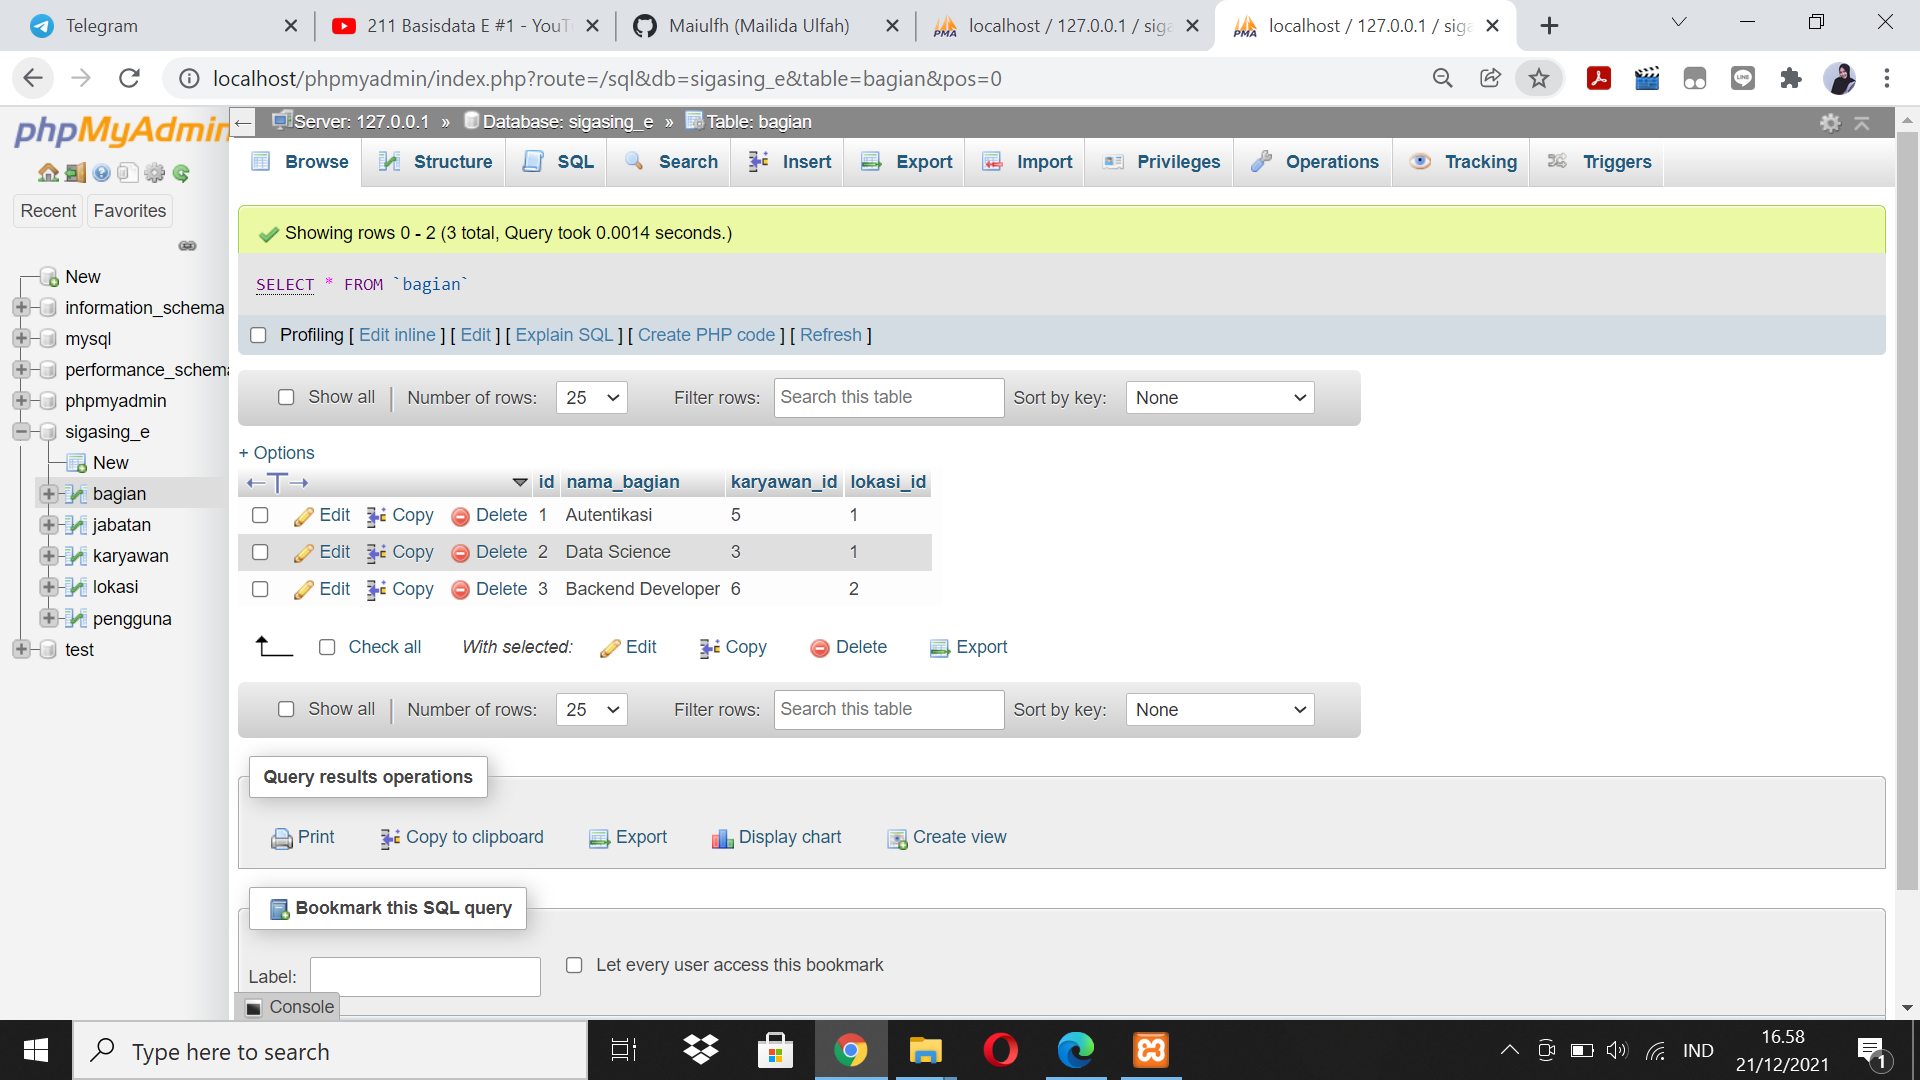 Telegram
211 Basisdata E #1 - YouT
Maiulfh (Mailida Ulfah)
localhost / 127.0.0.1 / siga
localhost / 127.0.0.1 / siga
localhost/phpmyadmin/index.php?route=/sql&db=sigasing_e&table=bagian&pos=0
phpMyAdmin
Server: 127.0.0.1 » Database: sigasing_e » Table: bagian
Browse Structure SQL Search Insert Export Import Privileges Operations Tracking Triggers
Recent Favorites
New
information_schema
mysql
performance_schema
phpmyadmin
sigasing_e
New
bagian
jabatan
karyawan
lokasi
pengguna
test
Showing rows 0 - 2 (3 total, Query took 0.0014 seconds.)
SELECT * FROM `bagian`
Profiling [ Edit inline ] [ Edit ] [ Explain SQL ] [ Create PHP code ] [ Refresh ]
Show all Number of rows: 25 Filter rows: Search this table Sort by key: None
+ Options
id nama_bagian karyawan_id lokasi_id
Edit Copy Delete 1 Autentikasi 5 1
Edit Copy Delete 2 Data Science 3 1
Edit Copy Delete 3 Backend Developer 6 2
Check all With selected: Edit Copy Delete Export
Show all Number of rows: 25 Filter rows: Search this table Sort by key: None
Query results operations
Print Copy to clipboard Export Display chart Create view
Bookmark this SQL query
Label: Let every user access this bookmark
Console
Type here to search
IND
16.58
21/12/2021
1